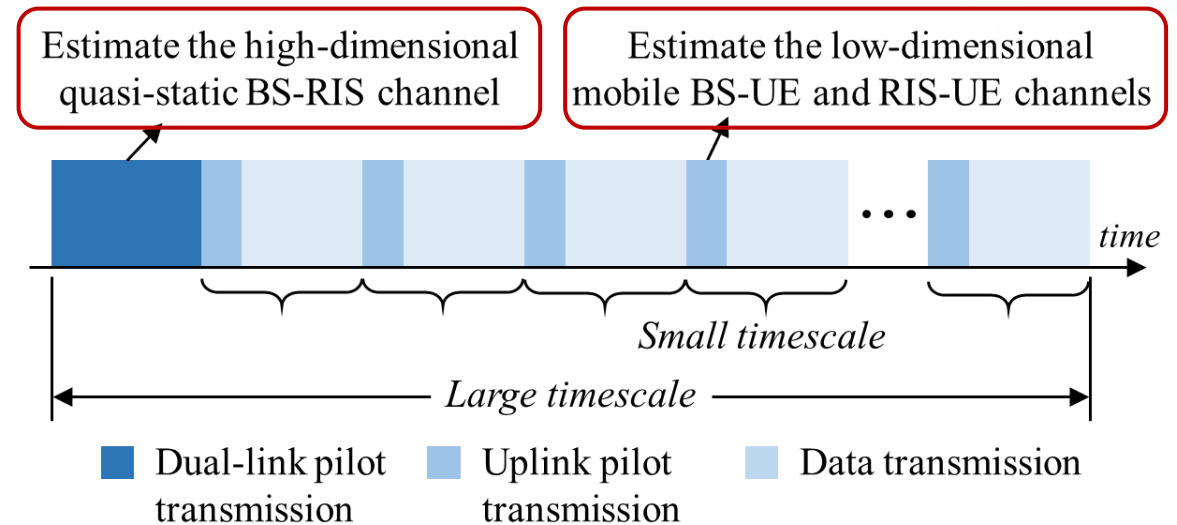 Estimate the high-dimensional
quasi-static BS-RIS channel
Estimate the low-dimensional
mobile BS-UE and RIS-UE channels
...
time
Small timescale
Large timescale
Dual-link pilot
transmission
Uplink pilot
transmission
Data transmission